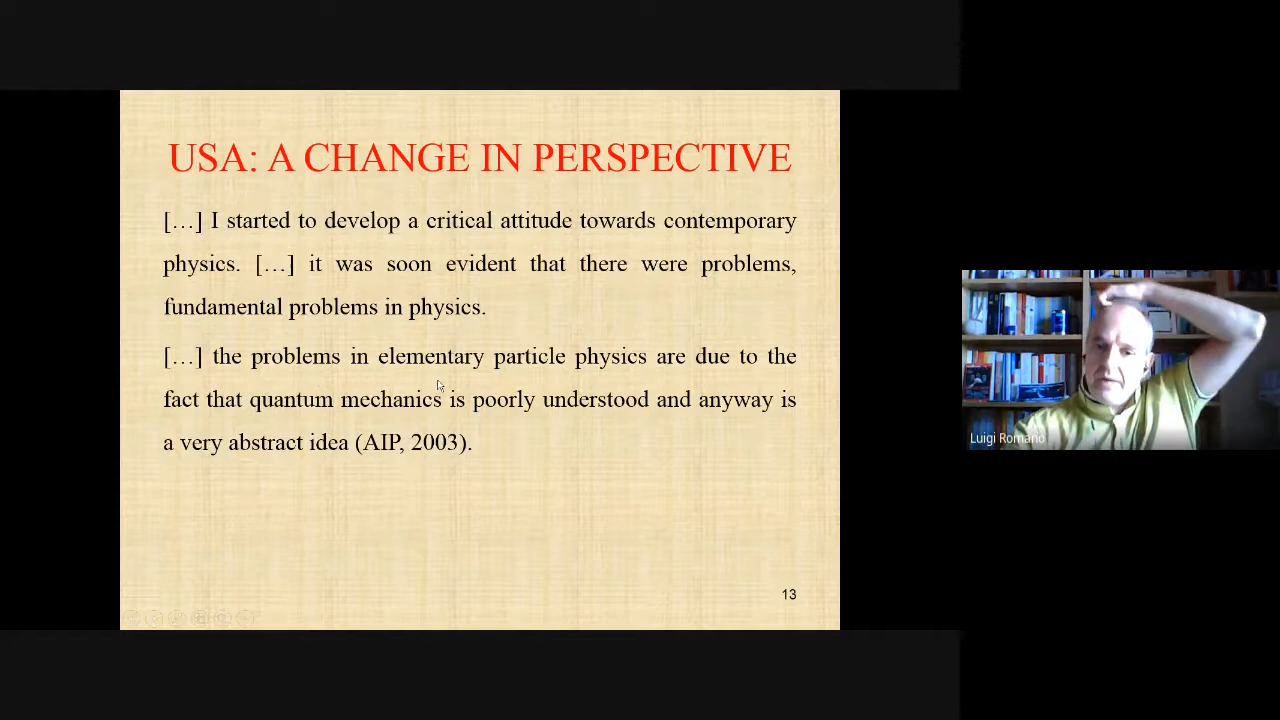 USA: A CHANGE IN PERSPECTIVE
[…] I started to develop a critical attitude towards contemporary
physics. […] it was soon evident that there were problems,
fundamental problems in physics.
[…] the problems in elementary particle physics are due to the
fact that quantum mechanics is poorly understood and anyway is
a very abstract idea (AIP, 2003).
13
Luigi Romano